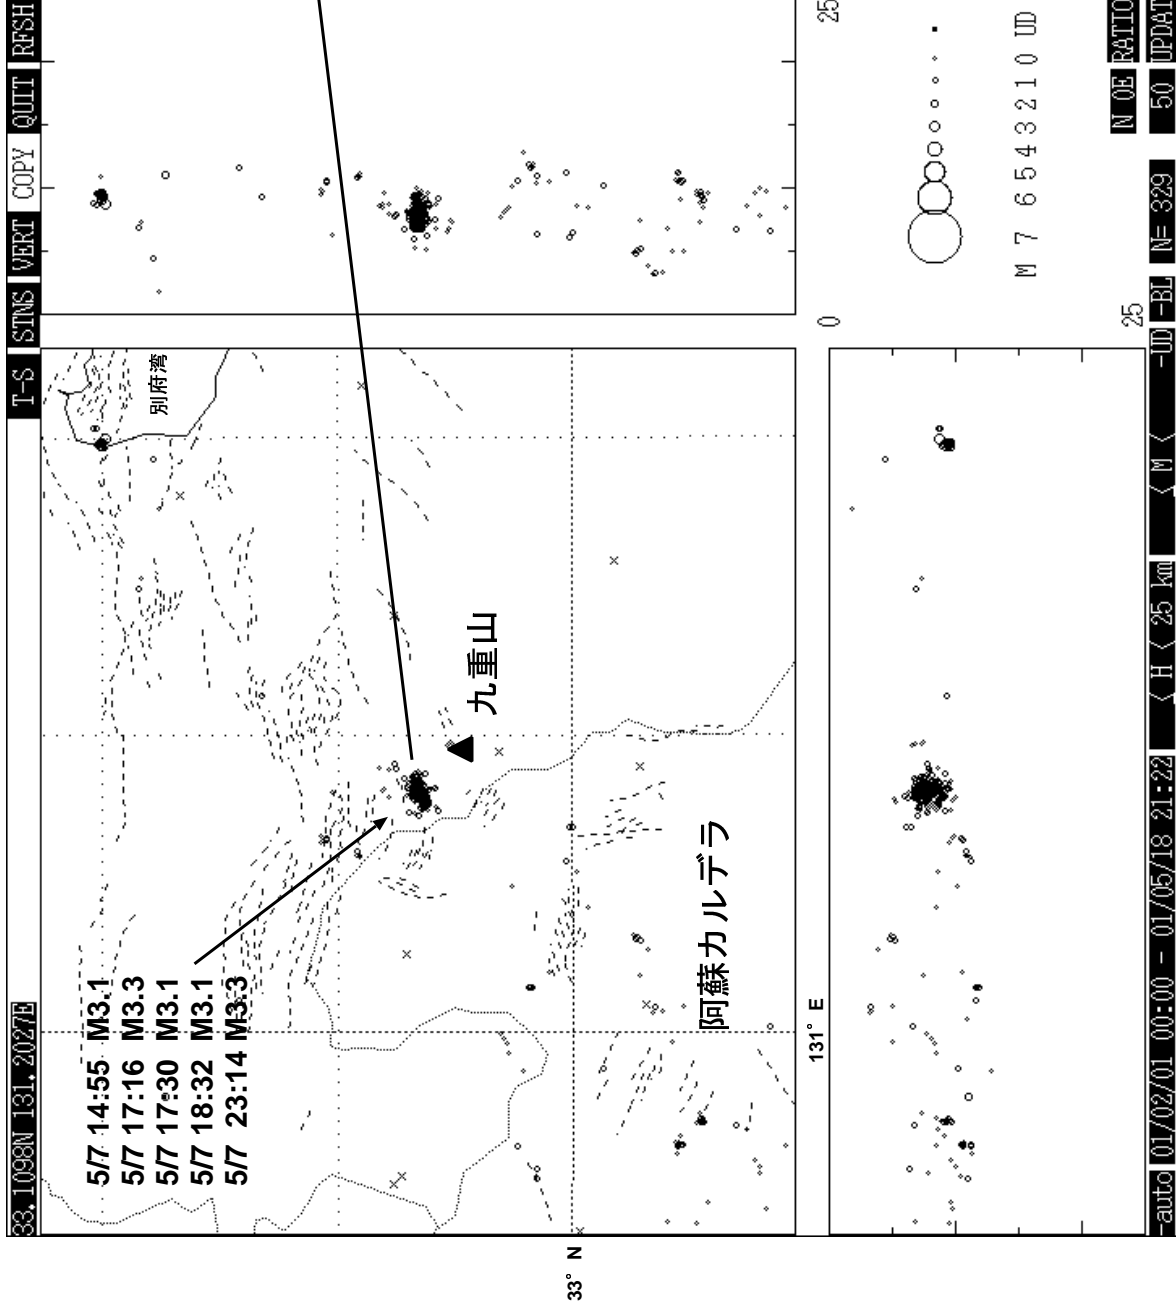 33.1098N 131.2027E
T-S STNS VERT COPY QUIT RFSH
5/7 14:55 M3.1
5/7 17:16 M3.3
5/7 17:30 M3.1
5/7 18:32 M3.1
5/7 23:14 M3.3
別府湾
九重山
阿蘇カルデラ
33° N
131° E
0
25
25
M 7 6 5 4 3 2 1 0 UD
N OE RATIO
-auto 01/02/01 00:00 - 01/05/18 21:22 < H < 25 km < M < -UD -BL N= 329 50 UPDAT